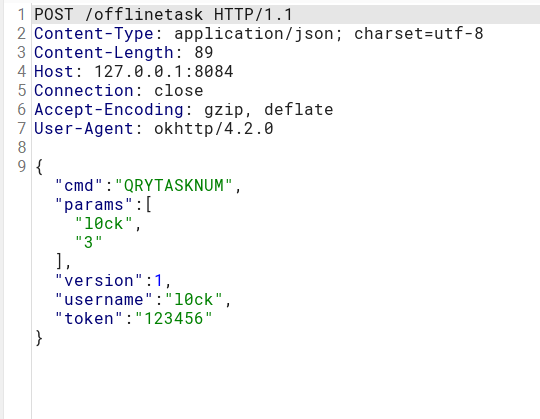 1 POST /offlinetask HTTP/1.1
2 Content-Type: application/json; charset=utf-8
3 Content-Length: 89
4 Host: 127.0.0.1:8084
5 Connection: close
6 Accept-Encoding: gzip, deflate
7 User-Agent: okhttp/4.2.0
8
9 {
"cmd":"QRYTASKNUM",
"params":[
"l0ck",
"3"
],
"version":1,
"username":"l0ck",
"token":"123456"
}